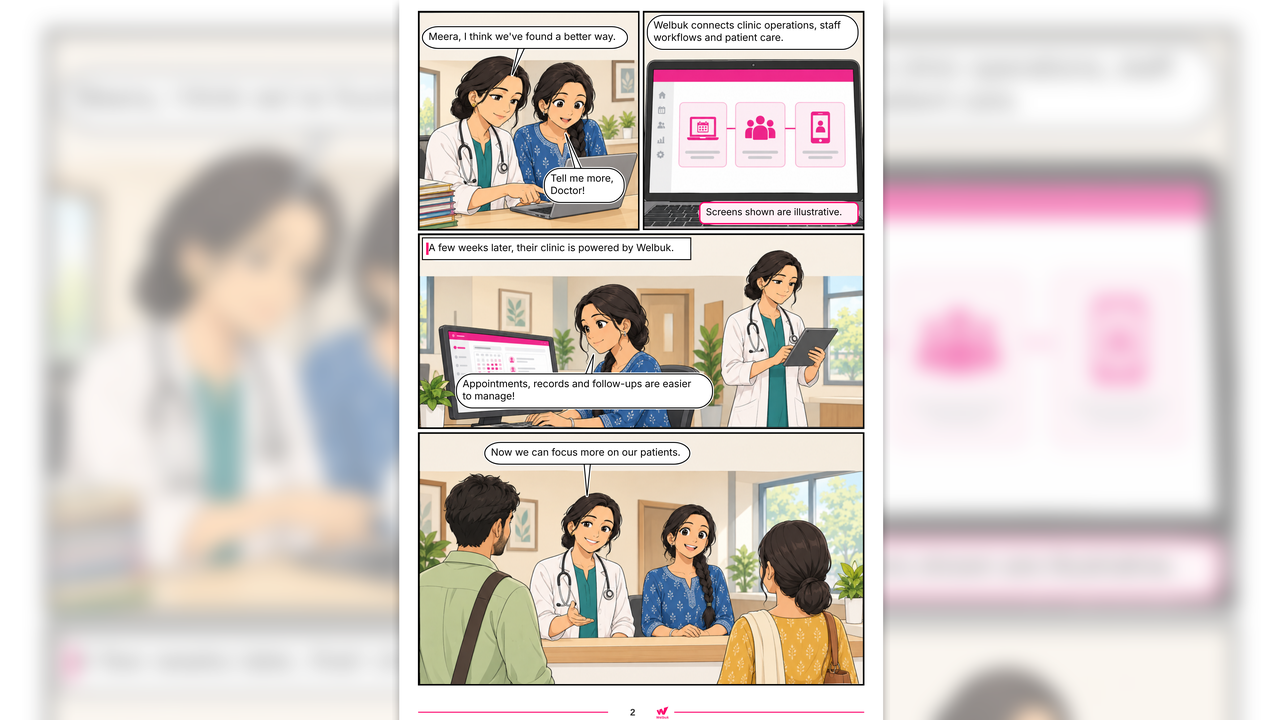 Meera, I think we've found a better way.
Tell me more,
Doctor!
Welbuk connects clinic operations, staff
workflows and patient care.
Screens shown are illustrative.
A few weeks later, their clinic is powered by Welbuk.
Appointments, records and follow-ups are easier
to manage!
Now we can focus more on our patients.
2
Welbuk